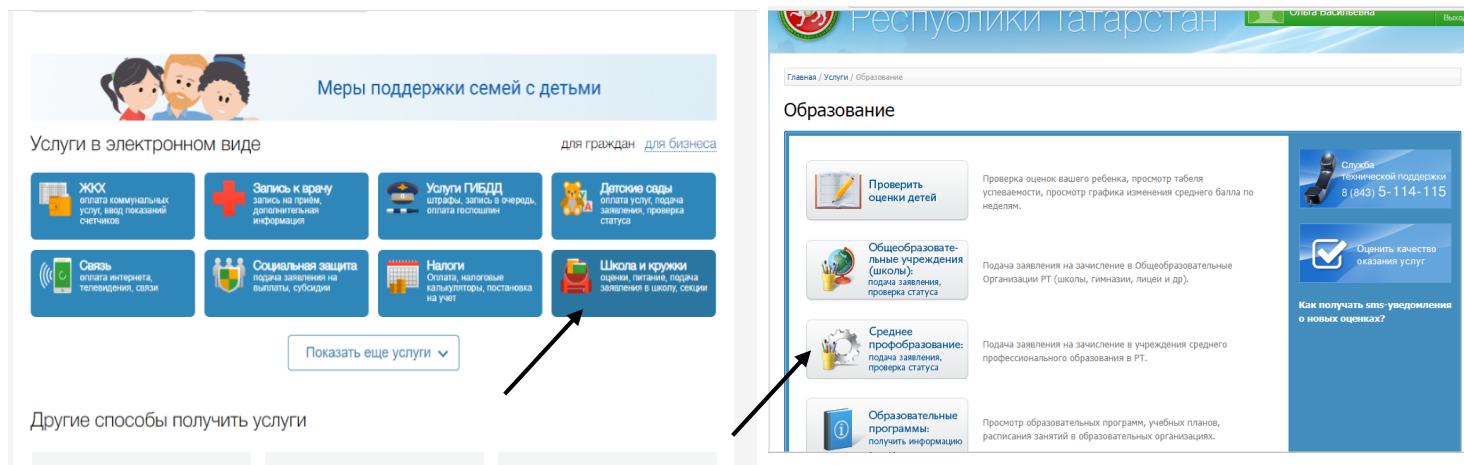 Меры поддержки семей с детьми
Услуги в электронном виде
для граждан для бизнеса
ЖКХ
оплата коммунальных
услуг, ввод показаний
счетчиков
Запись к врачу
запись на приём,
дополнительная
информация
Услуги ГИБДД
штрафы, запись в очередь,
оплата госпошлин
Детские сады
оплата услуг, подача
заявления, проверка
статуса
Связь
оплата интернета,
телевидения, связи
Социальная защита
подача заявления на
выплаты, субсидии
Налоги
Оплата, налоговые
калькуляторы, постановка
на учет
Школа и кружки
оценки, питание, подача
заявления в школу, секции
Показать еще услуги
Другие способы получить услуги
Республики Татарстан
Ольга Васильевна
Главная / Услуги / Образование
Образование
Проверить
оценки детей
Проверка оценок вашего ребенка, просмотр табеля
успеваемости, просмотр графика изменения среднего балла по
неделям.
Общеобразовате-
льные учреждения
(школы):
подача заявления,
проверка статуса
Подача заявления на зачисление в Общеобразовательные
Организации РТ (школы, гимназии, лицеи и др).
Среднее
профобразование:
подача заявления,
проверка статуса
Подача заявления на зачисление в учреждения среднего
профессионального образования в РТ.
Образовательные
программы:
получить информацию
Просмотр образовательных программ, учебных планов,
расписания занятий в образовательных организациях.
Служба
технической поддержки
8 (843) 5-114-115
Оценить качество
оказания услуг
Как получать sms-уведомления
о новых оценках?